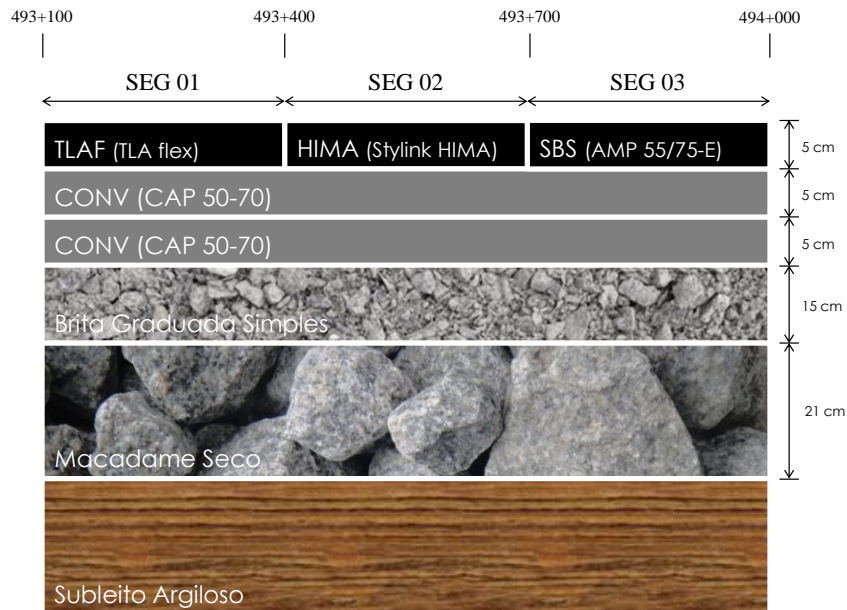 493+100 493+400 493+700 494+000
SEG 01 SEG 02 SEG 03
TLAF (TLA flex) HIMA (Stylink HIMA) SBS (AMP 55/75-E) 5 cm
CONV (CAP 50-70) 5 cm
CONV (CAP 50-70) 5 cm
Brita Graduada Simples 15 cm
Macadame Seco 21 cm
Subleito Argiloso